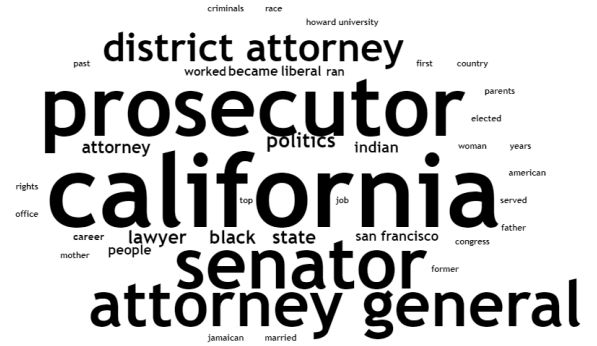 criminals race
howard university
district attorney
past first country
worked became liberal ran
prosecutor
parents
elected
attorney politics indian woman years
california
american
rights top job served
office
father
career lawyer black state san francisco
congress
mother people
senator
former
attorney general
jamaican married